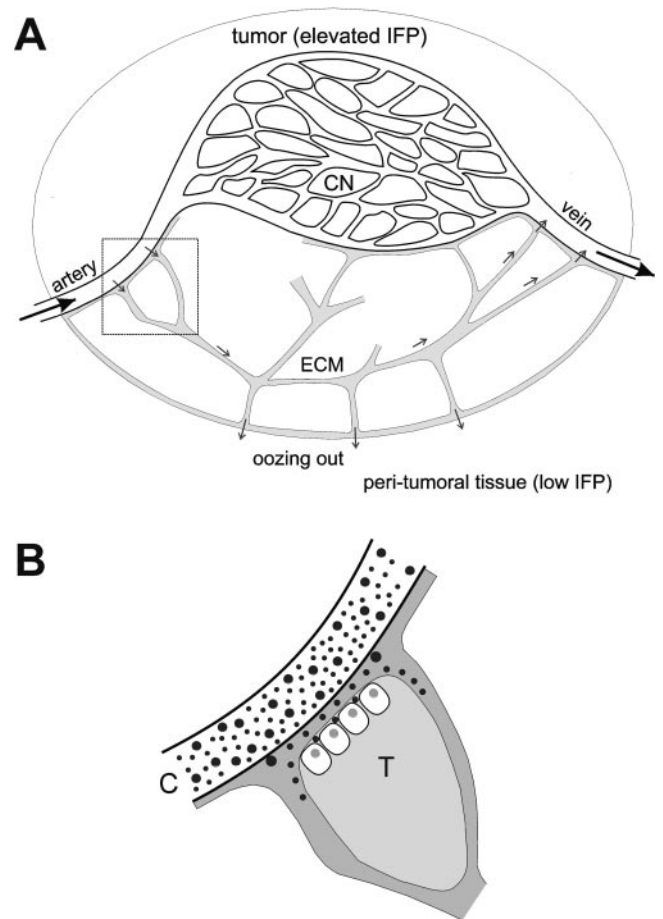 A
tumor (elevated IFP)
CN
artery
vein
ECM
oozing out
peri-tumoral tissue (low IFP)
B
C
T